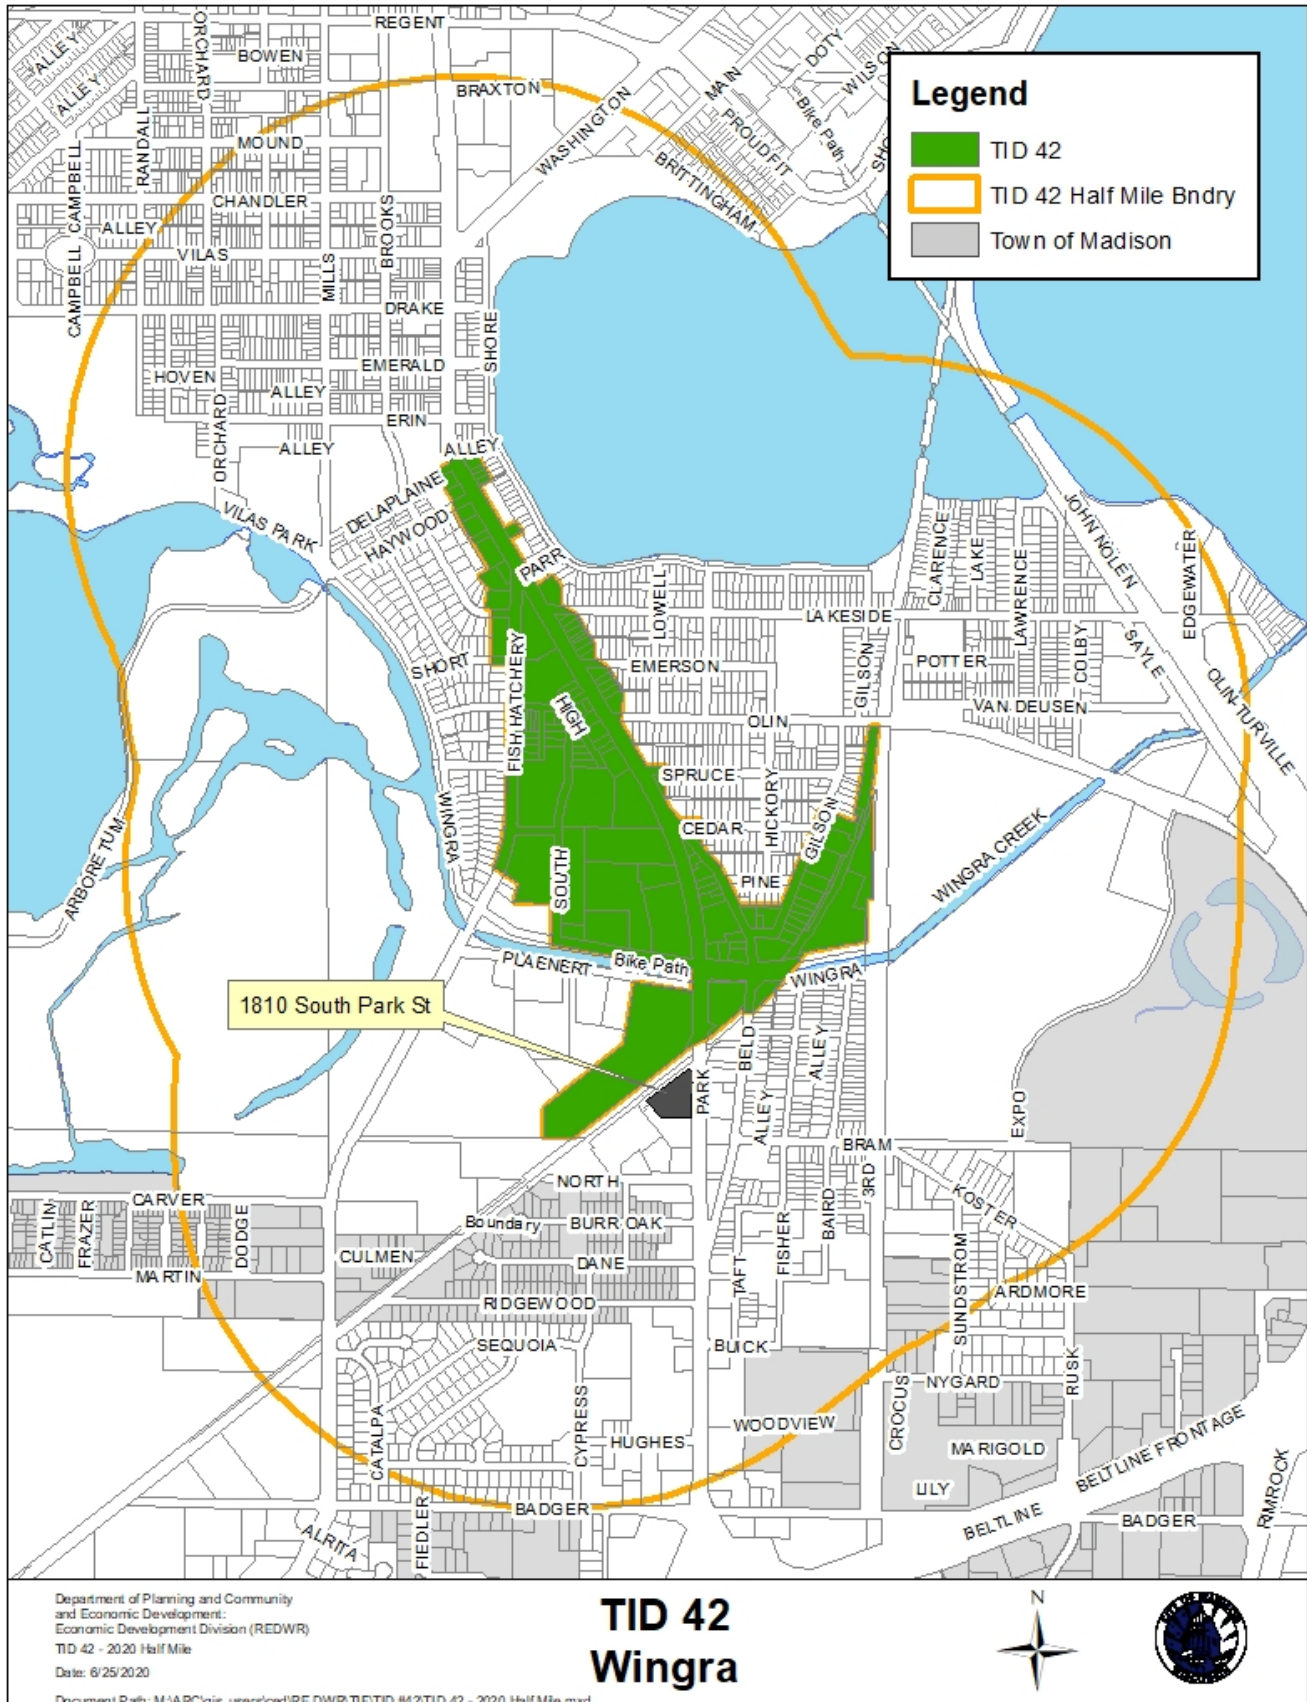 REGENT
ORCHARD
BOWEN
ALLEY
ALLEY
DOTY
WILSON
MAIN
BRAXTON
WASHINGTON
Bike Path
PROUDFIT
RANDALL
MOUND
BRITTINGHAM
CAMPBELL
CAMPBELL
CHANDLER
ALLEY
BROOKS
VILAS
MILLS
CAMPBELL
DRAKE
SHORE
HOVEN
EMERALD
ALLEY
ORCHARD
ERIN
ALLEY
ALLEY
DELAPLAINE
VILAS PARK
HAYWOOD
PARR
JOHN NOLEN
CLARENCE
LAKE
LAWRENCE
EDGEWATER
LOWELL
LAKESIDE
SHORT
FISH HATCHERY
EMERSON
GILSON
POTTER
COLBY
SAYLE
OLIN-TURVILLE
HIGH
OLIN
VAN DEUSEN
SPRUCE
HICKORY
WINGRA
CEDAR
GILSON
ARBORETUM
SOUTH
PINE
WINGRA CREEK
PLAENERT
Bike Path
WINGRA
1810 South Park St
BELD
ALLEY
PARK
ALLEY
EXPO
BRAM
NORTH
3RD
KOSTER
CARVER
CATLIN
FRAZER
DODGE
Boundary
BURR OAK
FISHER
BAIRD
CULMEN
DANE
MARTIN
TAFT
SUNDSTROM
ARDMORE
RIDGEWOOD
SEQUOIA
BUICK
RUSK
CROCUS
NYGARD
CATALPA
CYPRESS
WOODVIEW
HUGHES
MARIGOLD
BELTLINE FRONTAGE
LILY
RIMROCK
BADGER
BELTLINE
BADGER
FIEDLER
ALRITA
Legend
TID 42
TID 42 Half Mile Bndry
Town of Madison
Department of Planning and Community
and Economic Development:
Economic Development Division (REDWR)
TID 42 - 2020 Half Mile
Date: 6/25/2020
TID 42
Wingra
N